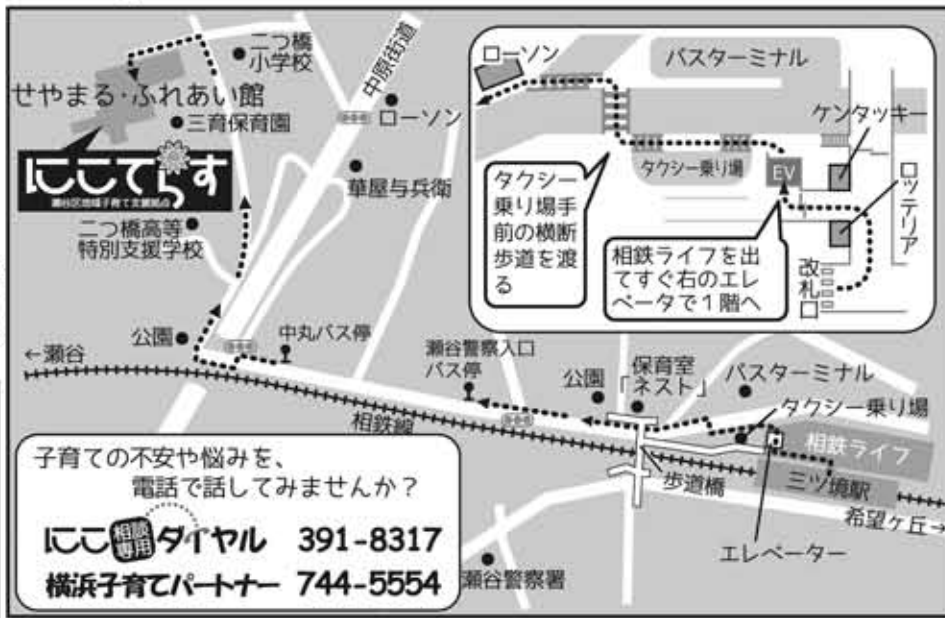 二つ橋
小学校
中原街道
せやまる・ふれあい館
三育保育園
ローソン
にこてらす
瀬谷区地域子育て支援拠点
華屋与兵衛
二つ橋高等
特別支援学校
ローソン
バスターミナル
ケンタッキー
タクシー乗り場
EV
ロッテリア
タクシー
乗り場手
前の横断
歩道を渡
る
相鉄ライフを出
てすぐ右のエレ
ベータで1階へ
改札口
公園
←瀬谷
中丸バス停
瀬谷警察入口
バス停
公園
保育室
「ネスト」
バスターミナル
タクシー乗り場
相鉄線
相鉄ライフ
歩道橋
三ツ境駅
希望ヶ丘→
エレベーター
瀬谷警察署
子育ての不安や悩みを、
電話で話してみませんか？
にこ相談専用ダイヤル 391-8317
横浜子育てパートナー 744-5554